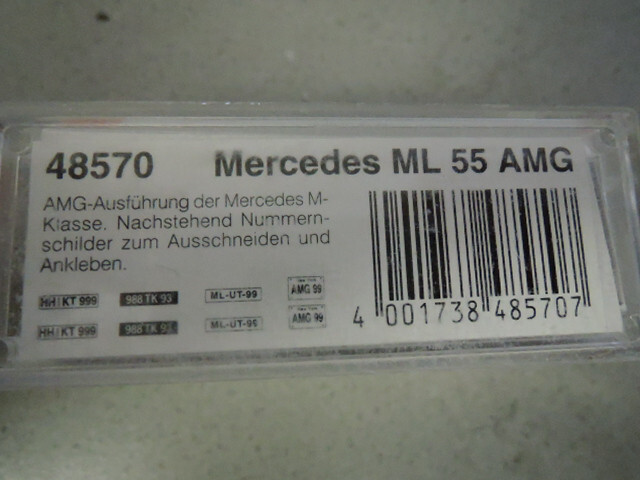 48570 Mercedes ML 55 AMG
AMG-Ausführung der Mercedes M-
Klasse. Nachstehend Nummern-
schilder zum Ausschneiden und
Ankleben.
HH KT 999 988 TK 93 ML-UT-99 AMG 99
HH KT 999 988 TK 93 ML-UT-99 AMG 99
4 001738 485707